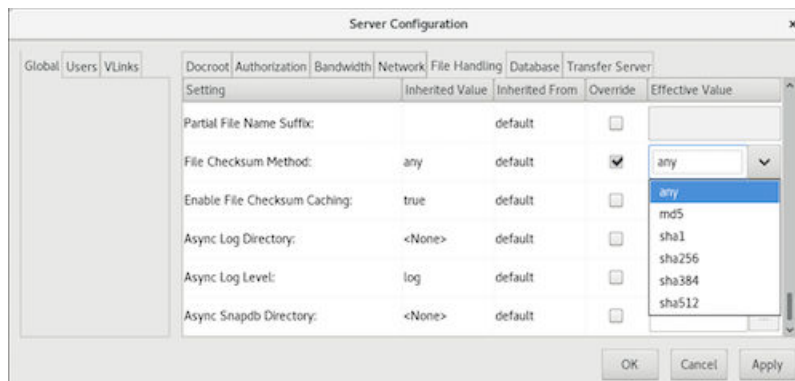 Server Configuration
x
Global Users VLinks
Docroot Authorization Bandwidth Network File Handling Database Transfer Server
Setting Inherited Value Inherited From Override Effective Value
Partial File Name Suffix: default
File Checksum Method: any default any
any
Enable File Checksum Caching: true default
md5
sha1
Async Log Directory: <None> default
sha256
Async Log Level: log default
sha384
sha512
Async Snapdb Directory: <None> default
OK Cancel Apply